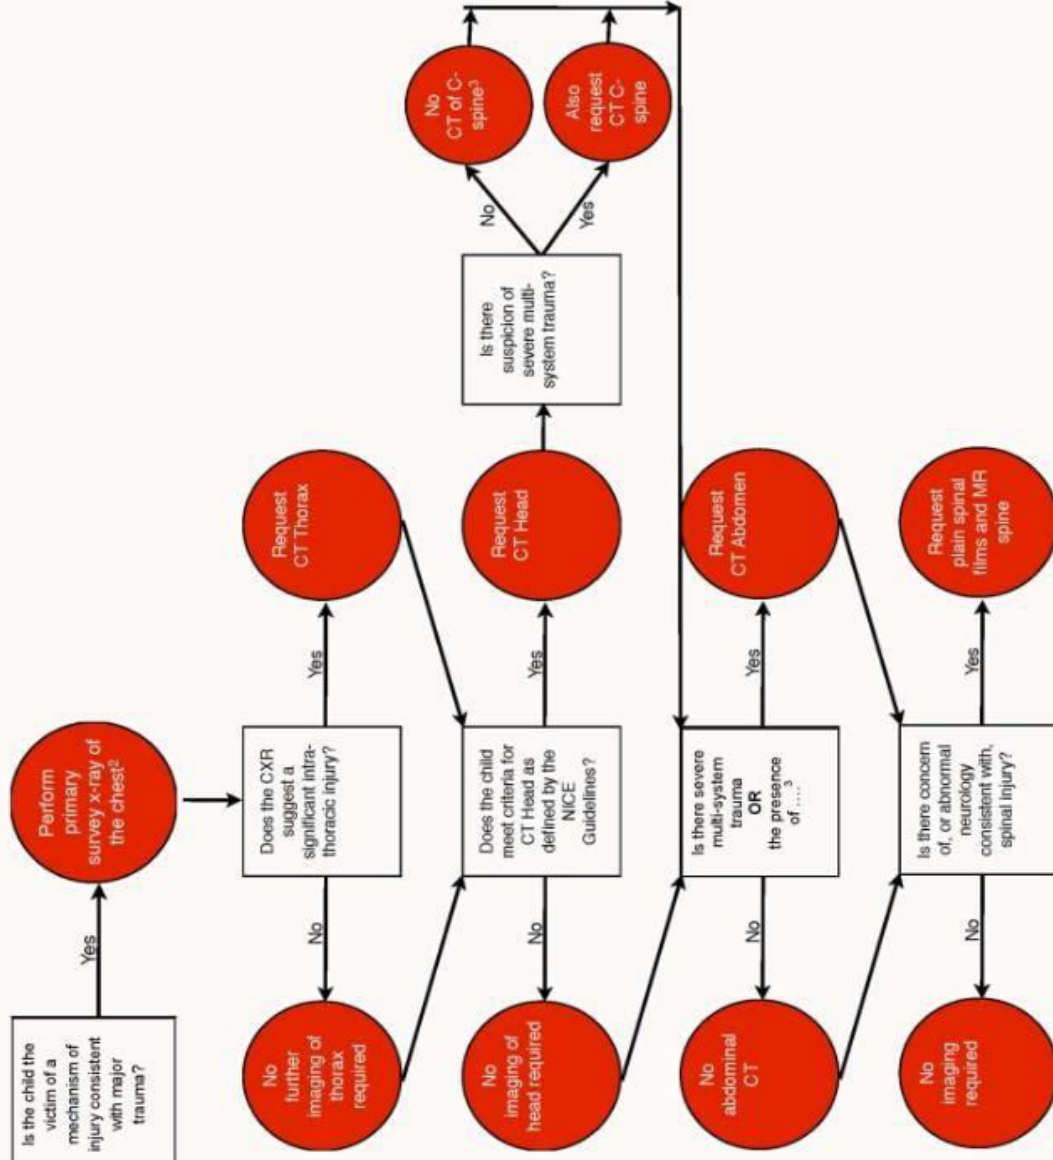 Is the child the
victim of a
mechanism of
injury consistent
with major
trauma?
Yes
Perform
primary
survey x-ray of
the chest²
Does the CXR
suggest a
significant intra-
thoracic injury?
No
No
further
imaging of
thorax
required
Yes
Request
CT Thorax
Does the child
meet criteria for
CT Head as
defined by the
NICE
Guidelines?
No
No
imaging of
head required
Yes
Request
CT Head
Is there
suspicion of
severe multi-
system trauma?
No
No
CT of C-
spine³
Yes
Also
request
CT C-
spine
Is there severe
multi-system
trauma
OR
the presence
of ....³
No
No
abdominal
CT
Yes
Request
CT Abdomen
Is there concern
of, or abnormal
neurology
consistent with,
spinal injury?
No
No
imaging
required
Yes
Request
plain spinal
films and MR
spine